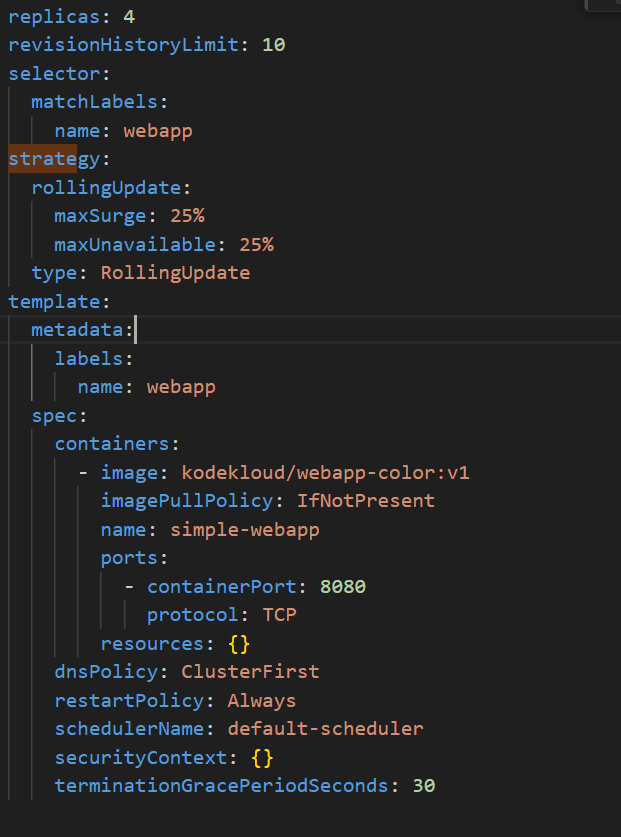 replicas: 4
revisionHistoryLimit: 10
selector:
  matchLabels:
    name: webapp
strategy:
  rollingUpdate:
    maxSurge: 25%
    maxUnavailable: 25%
  type: RollingUpdate
template:
  metadata:
    labels:
      name: webapp
  spec:
    containers:
      - image: kodekloud/webapp-color:v1
        imagePullPolicy: IfNotPresent
        name: simple-webapp
        ports:
          - containerPort: 8080
            protocol: TCP
        resources: {}
    dnsPolicy: ClusterFirst
    restartPolicy: Always
    schedulerName: default-scheduler
    securityContext: {}
    terminationGracePeriodSeconds: 30